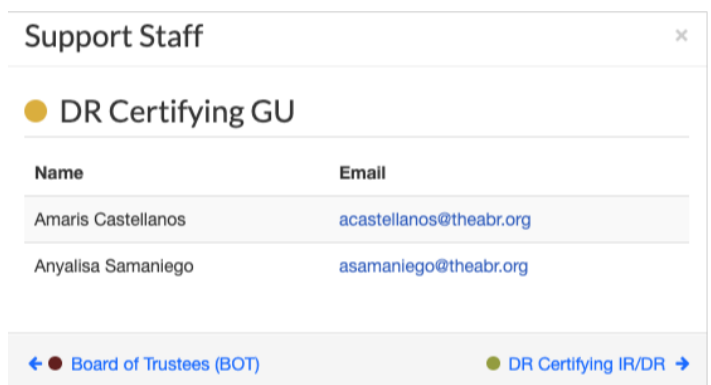 Support Staff ×
DR Certifying GU
Name Email
Amaris Castellanos acastellanos@theabr.org
Anyalisa Samaniego asamaniego@theabr.org
← Board of Trustees (BOT) DR Certifying IR/DR →